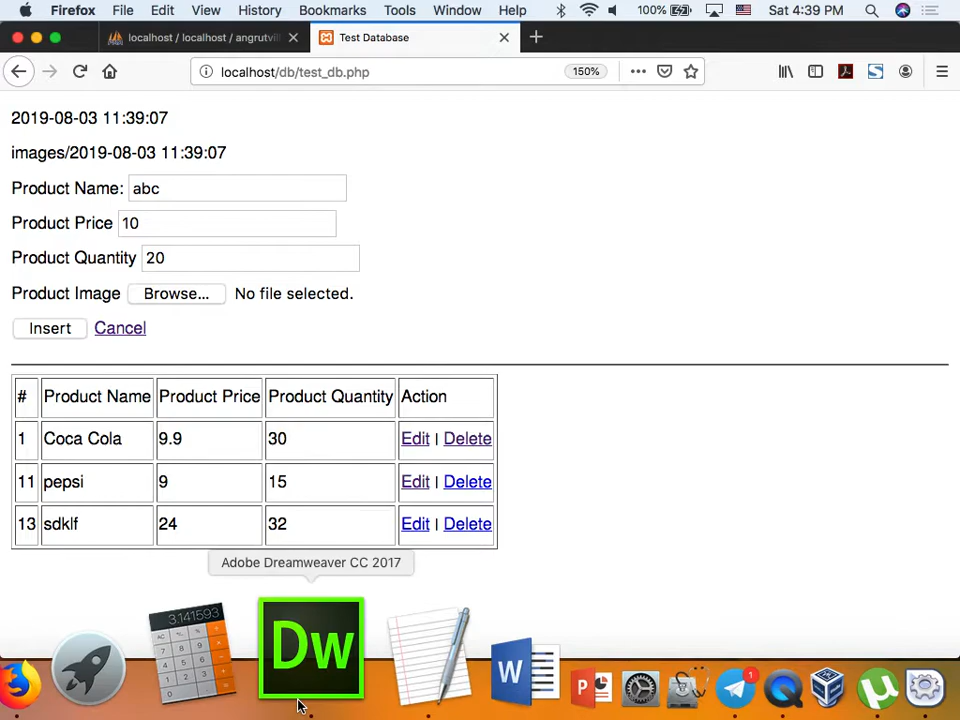 Firefox File Edit View History Bookmarks Tools Window Help 100% Sat 4:39 PM
localhost / localhost / angrutvill Test Database
localhost/db/test_db.php 150%
2019-08-03 11:39:07
images/2019-08-03 11:39:07
Product Name: abc
Product Price 10
Product Quantity 20
Product Image Browse... No file selected.
Insert Cancel
# Product Name Product Price Product Quantity Action
1 Coca Cola 9.9 30 Edit | Delete
11 pepsi 9 15 Edit | Delete
13 sdklf 24 32 Edit | Delete
Adobe Dreamweaver CC 2017
3.141593
Dw
W
P
1